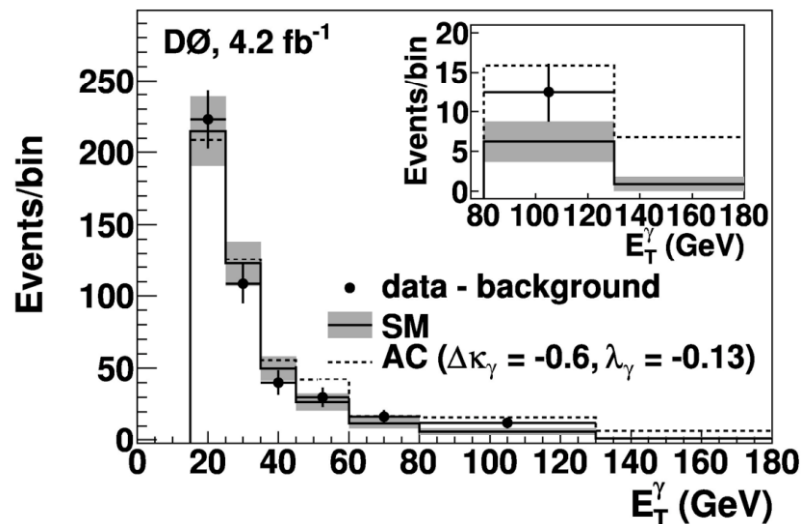 DØ, 4.2 fb⁻¹
Events/bin
250
200
150
100
50
0
0 20 40 60 80 100 120 140 160 180
E_T^γ (GeV)
Events/bin
20
15
10
5
0
80 100 120 140 160 180
E_T^γ (GeV)
data - background
SM
AC (Δκ_γ = -0.6, λ_γ = -0.13)